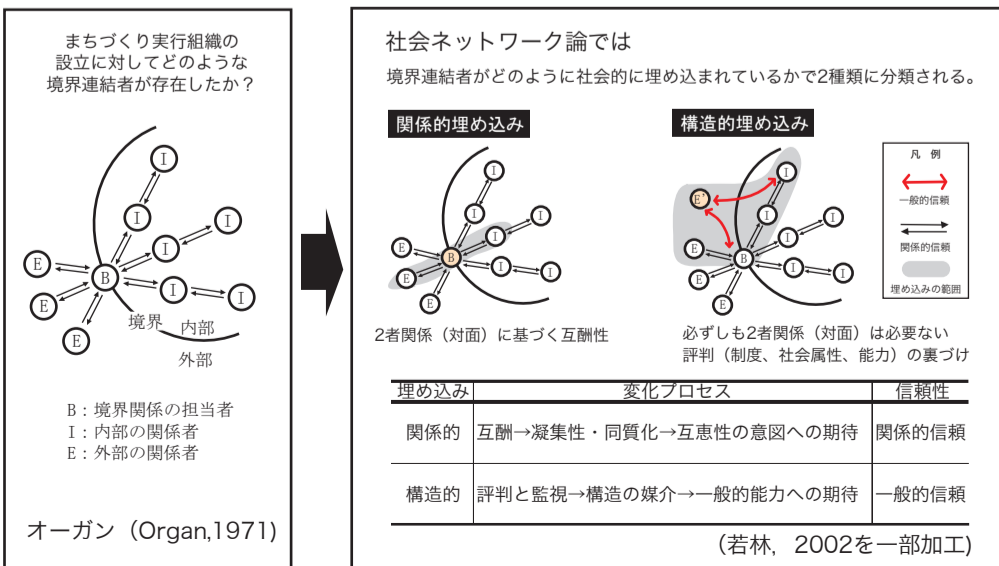 まちづくり実行組織の
設立に対してどのような
境界連結者が存在したか？
I
I
I
I
E
B
I
I
E
E
境界
内部
外部
B：境界関係の担当者
I：内部の関係者
E：外部の関係者
オーガン（Organ,1971)
社会ネットワーク論では
境界連結者がどのように社会的に埋め込まれているかで2種類に分類される。
関係的埋め込み
I
I
I
I
E
B
E
I
I
E
2者関係（対面）に基づく互酬性
構造的埋め込み
E'
I
I
I
I
E
B
E
I
I
E
必ずしも2者関係（対面）は必要ない
評判（制度、社会属性、能力）の裏づけ
凡 例
一般的信頼
関係的信頼
埋め込みの範囲
埋め込み 変化プロセス 信頼性
関係的 互酬→凝集性・同質化→互恵性の意図への期待 関係的信頼
構造的 評判と監視→構造の媒介→一般的能力への期待 一般的信頼
（若林，2002を一部加工)